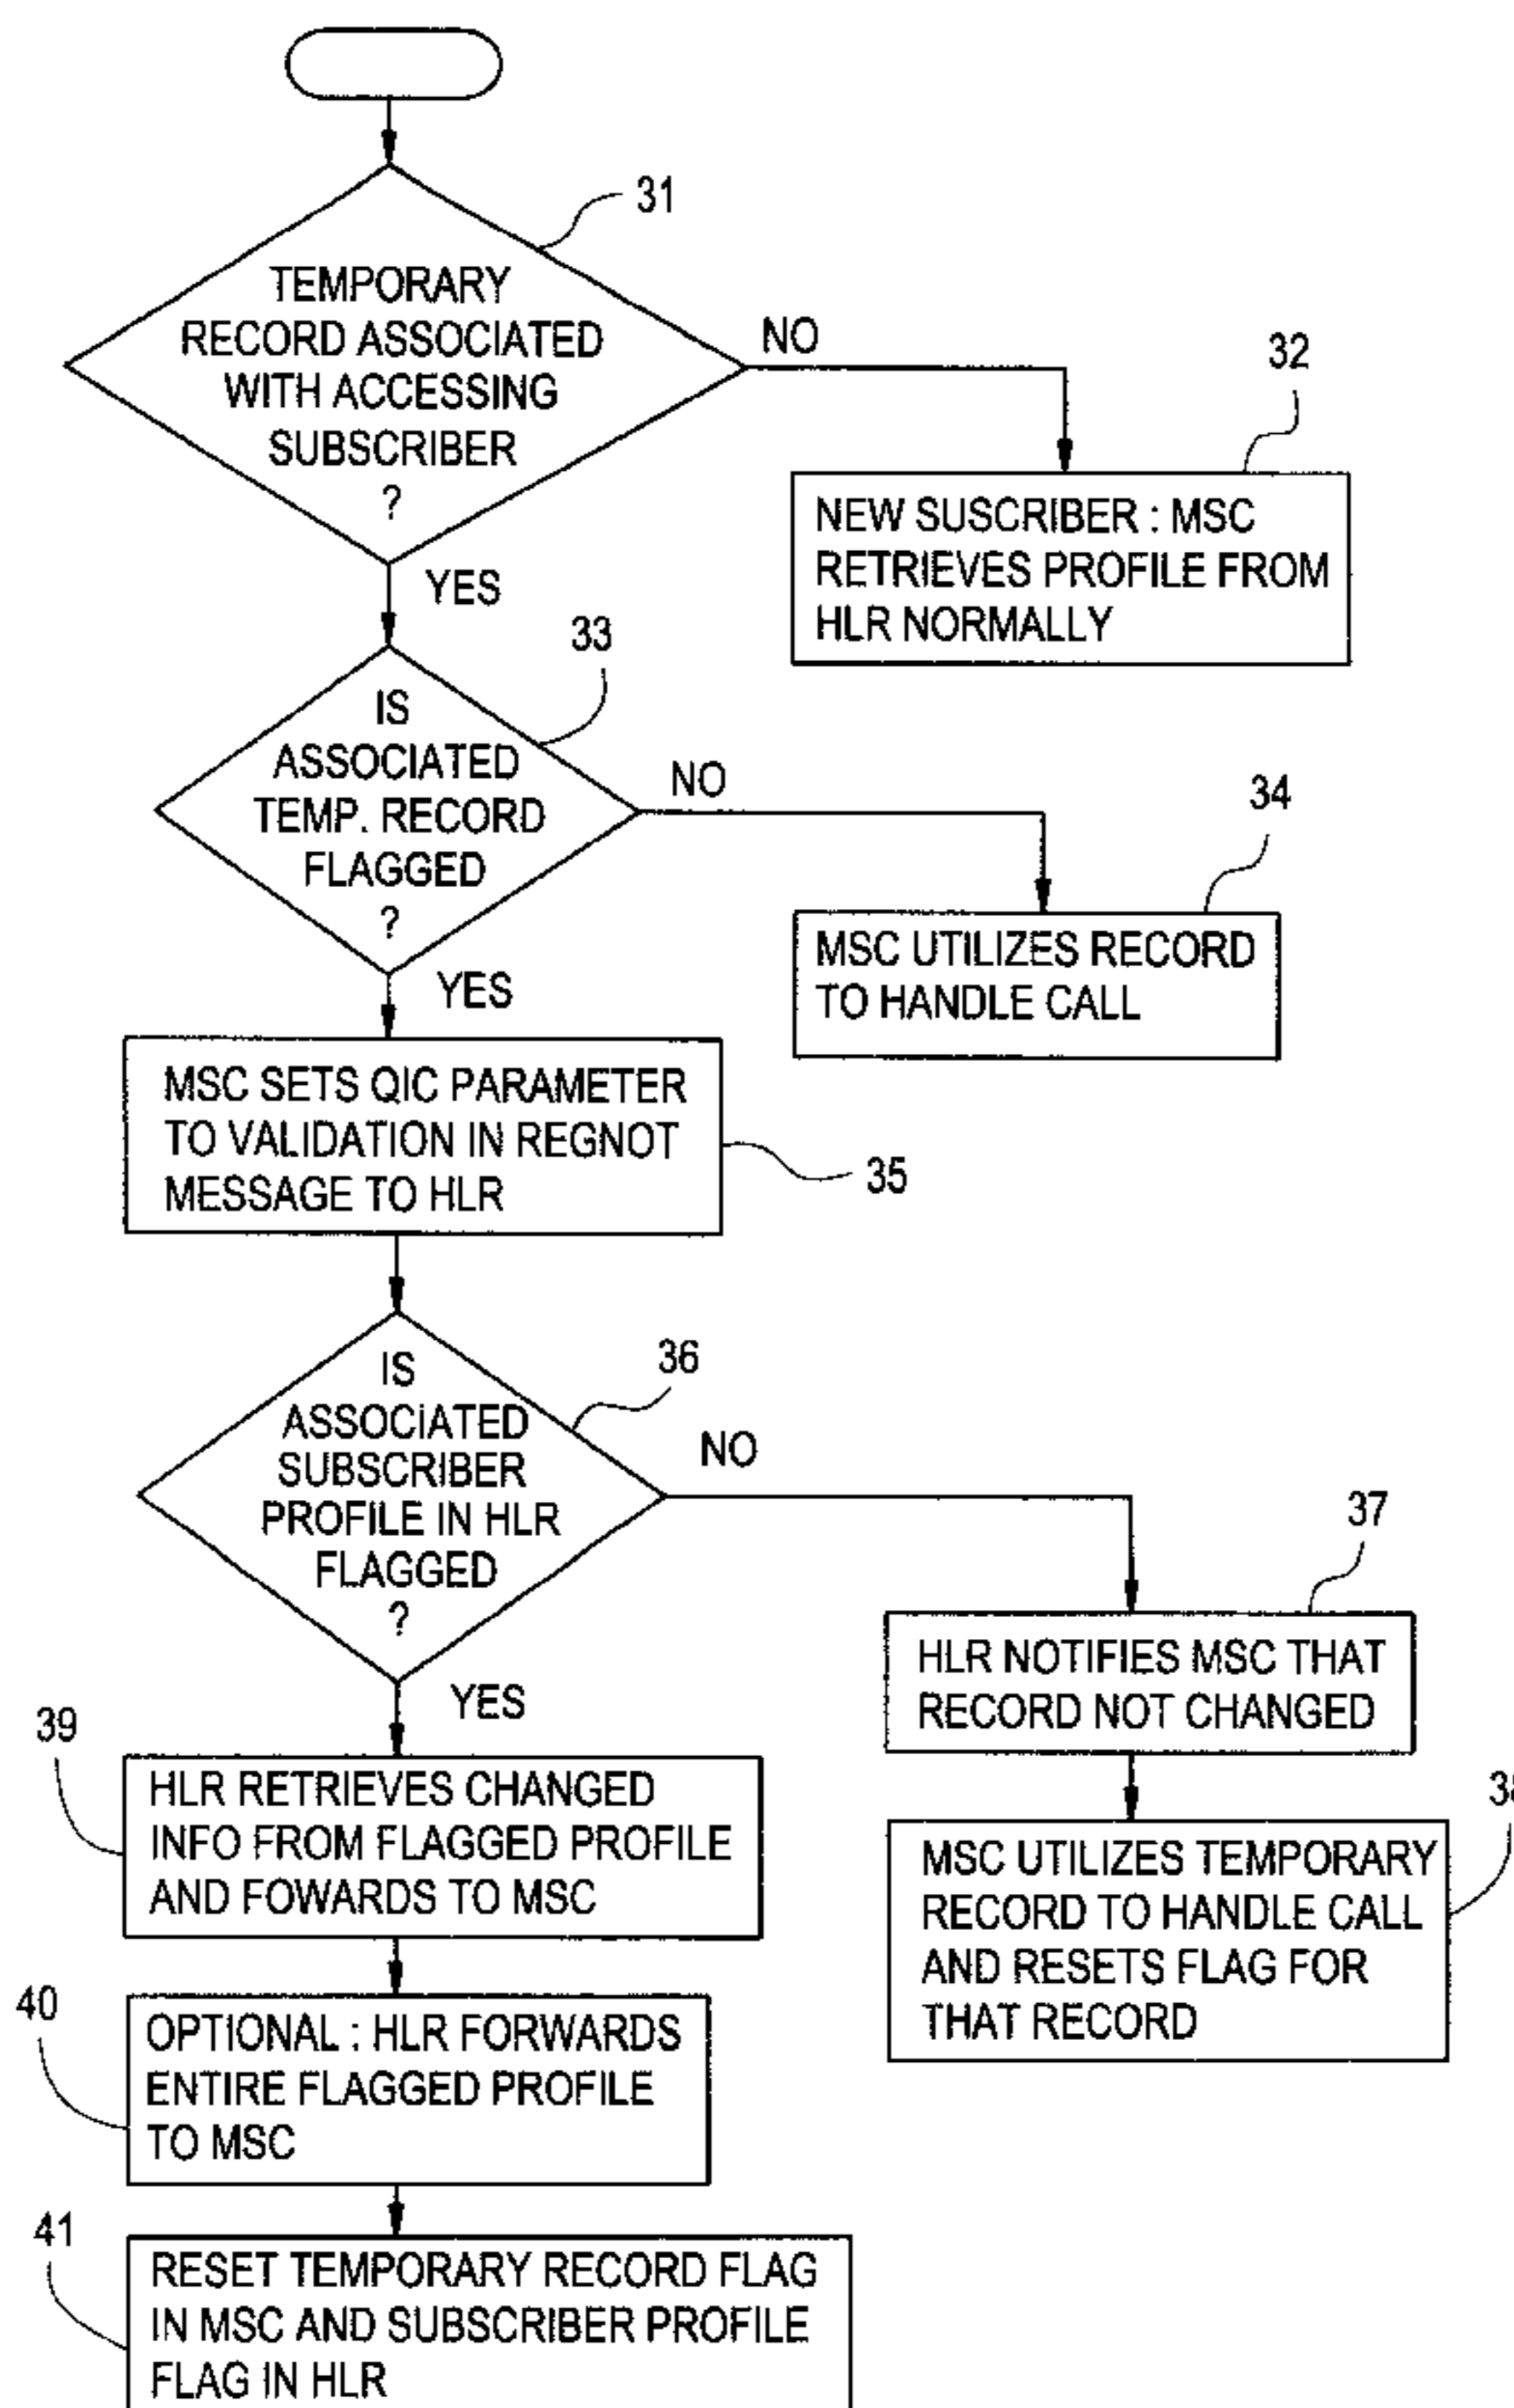 31
TEMPORARY
RECORD ASSOCIATED
WITH ACCESSING
SUBSCRIBER
?
NO
YES
32
NEW SUSCRIBER : MSC
RETRIEVES PROFILE FROM
HLR NORMALLY
33
IS
ASSOCIATED
TEMP. RECORD
FLAGGED
?
NO
YES
34
MSC UTILIZES RECORD
TO HANDLE CALL
MSC SETS QIC PARAMETER
TO VALIDATION IN REGNOT
MESSAGE TO HLR
35
36
IS
ASSOCiATED
SUBSCRIBER
PROFILE IN HLR
FLAGGED
?
NO
YES
37
HLR NOTIFIES MSC THAT
RECORD NOT CHANGED
38
MSC UTILIZES TEMPORARY
RECORD TO HANDLE CALL
AND RESETS FLAG FOR
THAT RECORD
39
HLR RETRIEVES CHANGED
INFO FROM FLAGGED PROFILE
AND FOWARDS TO MSC
40
OPTIONAL : HLR FORWARDS
ENTIRE FLAGGED PROFILE
TO MSC
41
RESET TEMPORARY RECORD FLAG
IN MSC AND SUBSCRIBER PROFILE
FLAG IN HLR